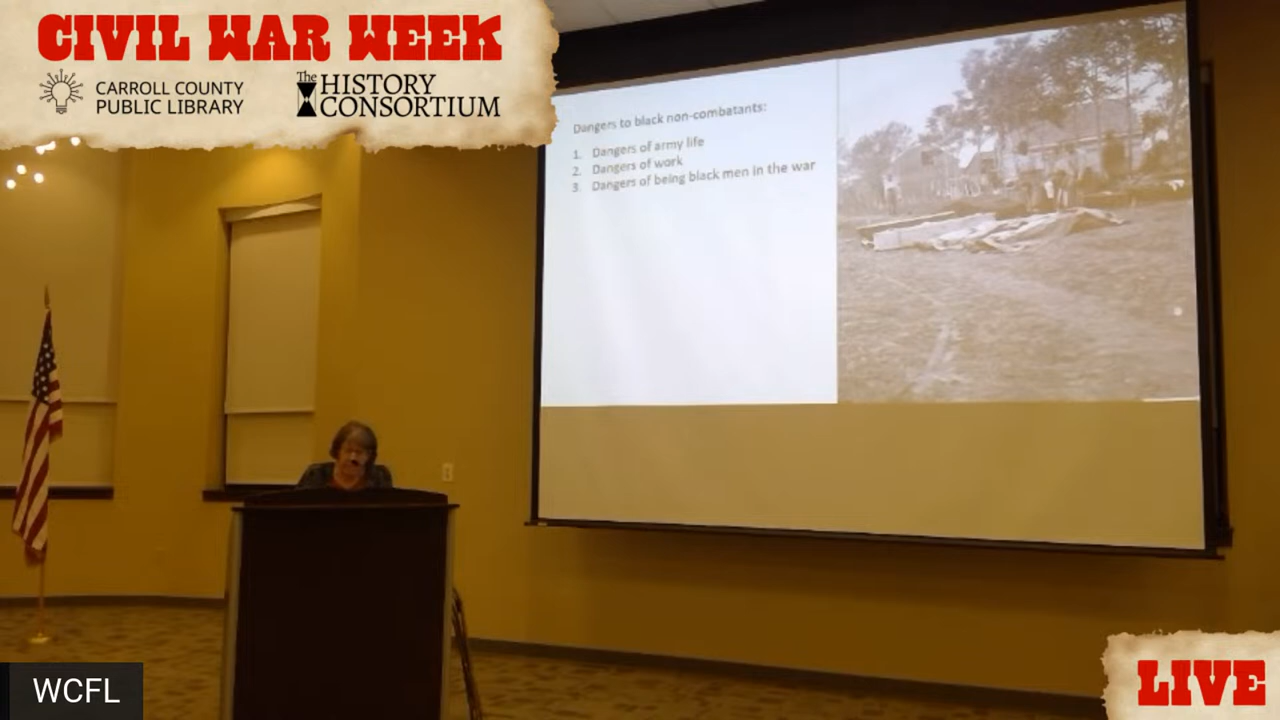 CIVIL WAR WEEK
CARROLL COUNTY
PUBLIC LIBRARY
The
HISTORY
CONSORTIUM
Dangers to black non-combatants:
1. Dangers of army life
2. Dangers of work
3. Dangers of being black men in the war
WCFL
LIVE